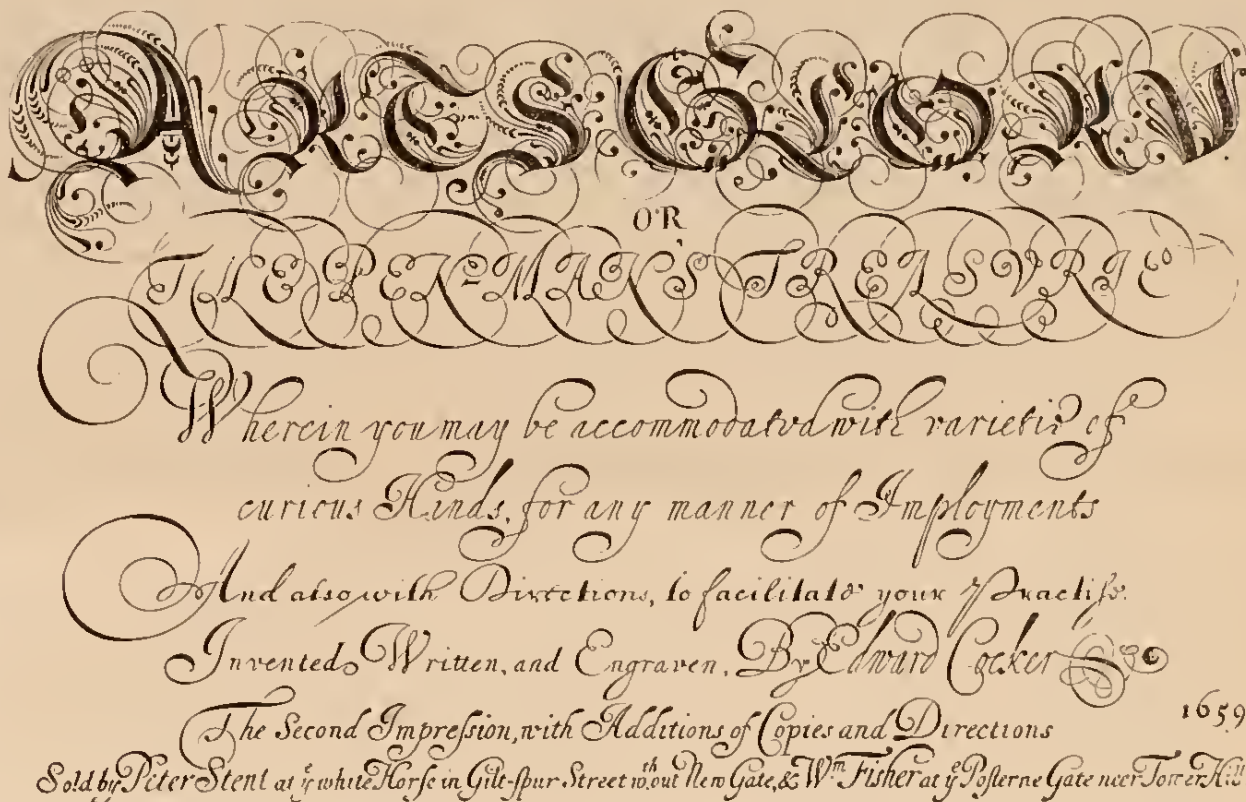 ARTS GLORY
OR
THE PEN-MAN'S TREASVRIE
Wherein you may be accommodated with varietie of
curious Hands, for any manner of Imployments
And also with Directions, to facilitate your Practiſe.
Invented, Written, and Engraven, By Edward Cocker
The Second Impreſsion, with Additions of Copies and Directions
1659
Sold by Peter Stent at yᵉ white Horſe in Gilt-ſpur Street wᵗʰout New Gate, & Wᵐ Fisher at yᵉ Poſterne Gate neer Tower Hill